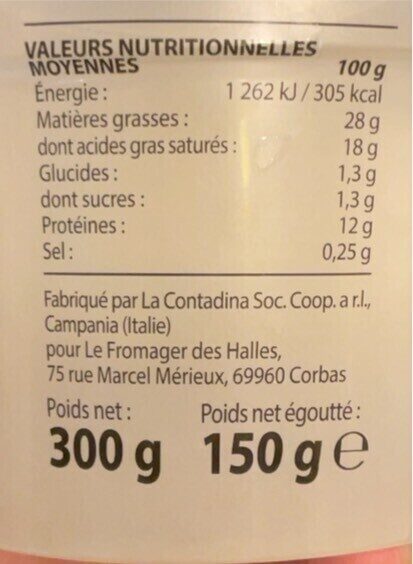 VALEURS NUTRITIONNELLES
MOYENNES 100 g
Énergie : 1 262 kJ / 305 kcal
Matières grasses : 28 g
dont acides gras saturés : 18 g
Glucides : 1,3 g
dont sucres : 1,3 g
Protéines : 12 g
Sel : 0,25 g
Fabriqué par La Contadina Soc. Coop. a r.l.,
Campania (Italie)
pour Le Fromager des Halles,
75 rue Marcel Mérieux, 69960 Corbas
Poids net : Poids net égoutté :
300 g 150 g ℮